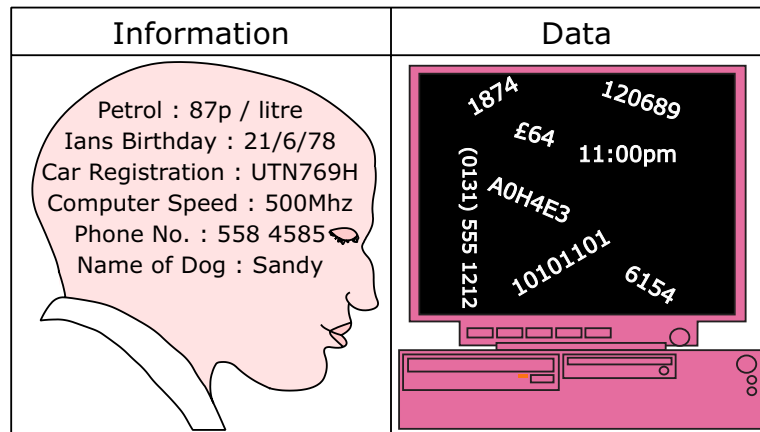 Information
Data
Petrol : 87p / litre
Ians Birthday : 21/6/78
Car Registration : UTN769H
Computer Speed : 500Mhz
Phone No. : 558 4585
Name of Dog : Sandy
1874
120689
£64
11:00pm
(0131) 555 1212
A0H4E3
10101101
6154